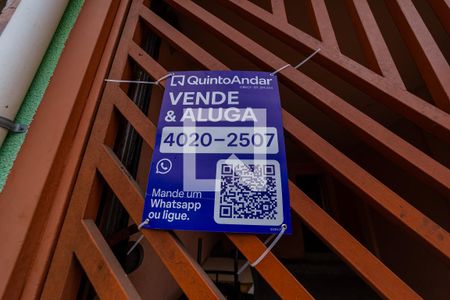 QuintoAndar
VENDE
& ALUGA
4020-2507
Mande um
Whatsapp
ou ligue.